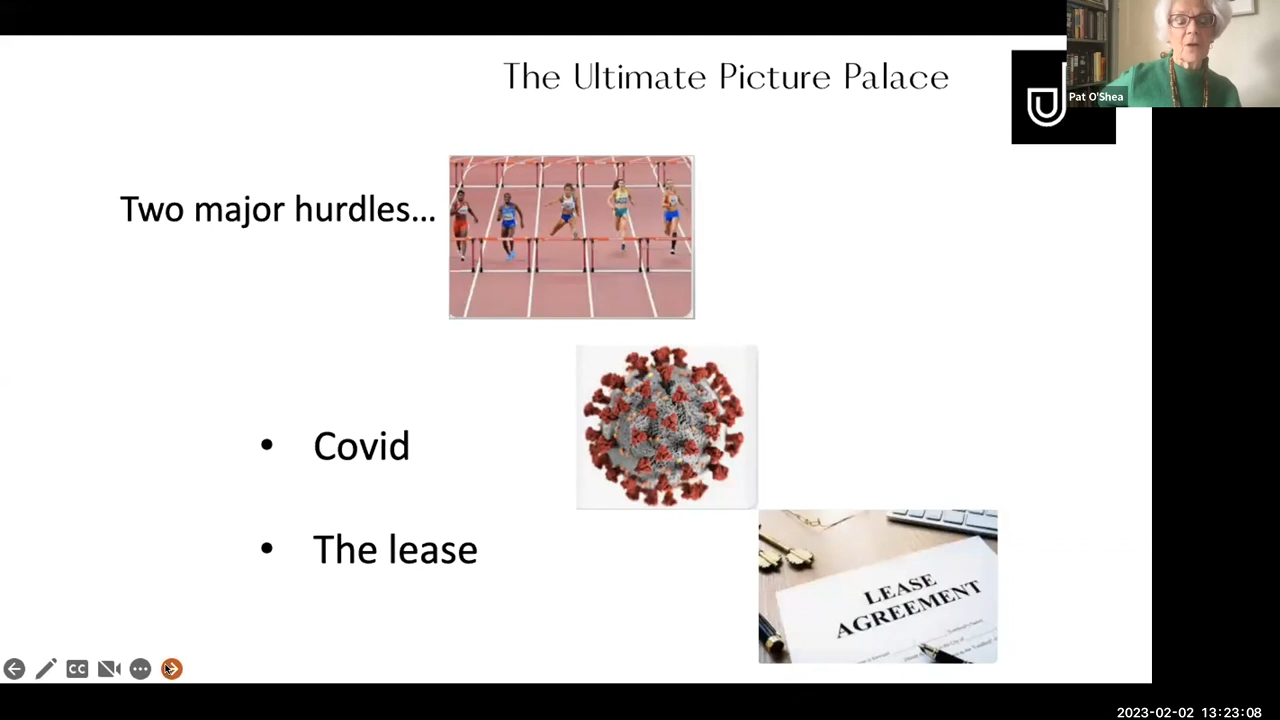 The Ultimate Picture Palace
Pat O'Shea
Two major hurdles...
• Covid
• The lease
LEASE
AGREEMENT
CC
2023-02-02 13:23:08